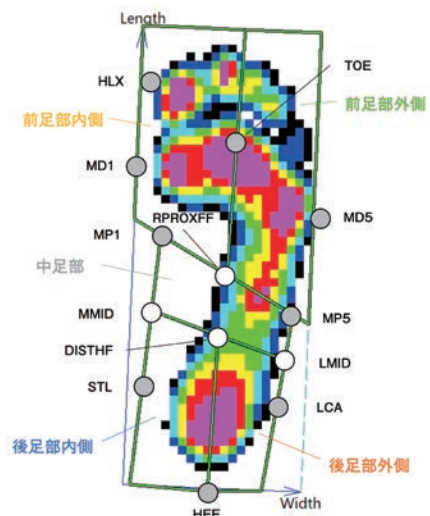 Length
HLX
TOE
前足部内側
前足部外側
MD1
RPROXFF
MD5
MP1
中足部
MMID
MP5
DISTHF
LMID
STL
LCA
後足部内側
後足部外側
HEE
Width